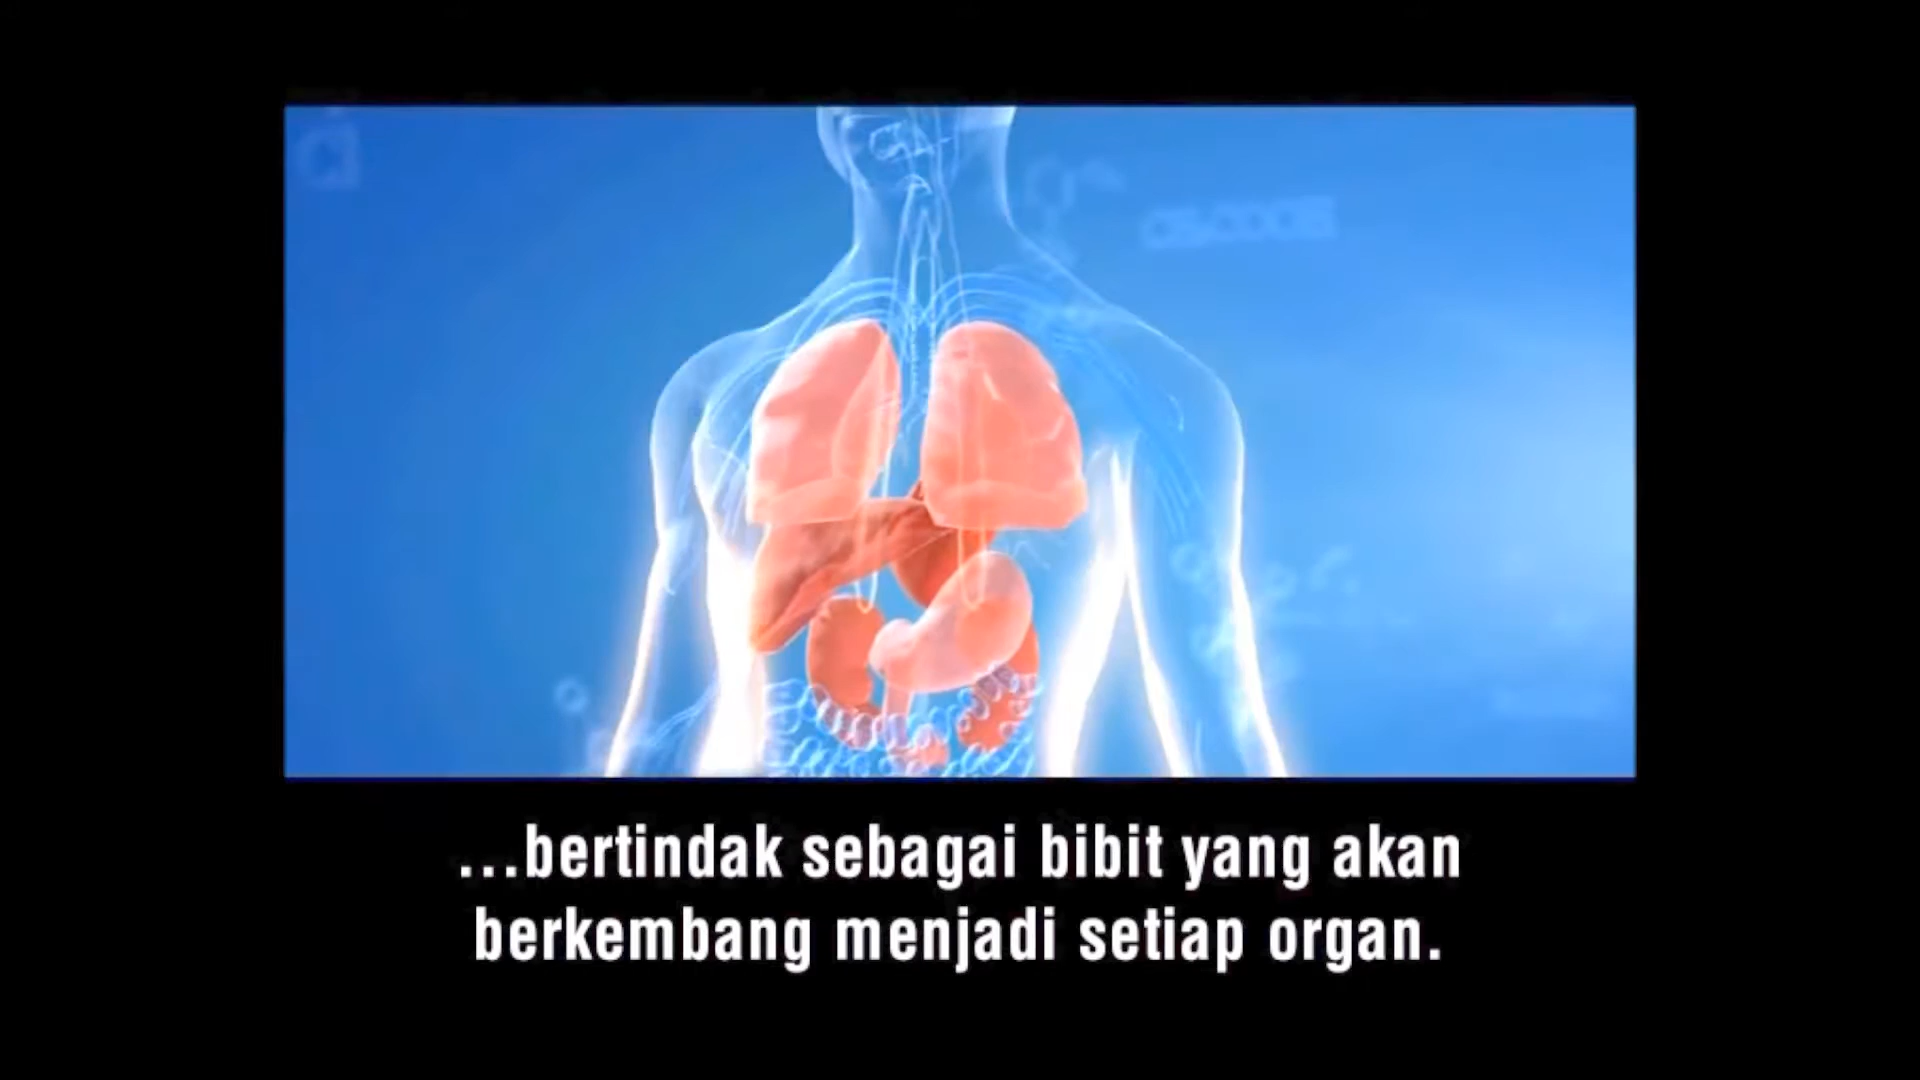 ...bertindak sebagai bibit yang akan
berkembang menjadi setiap organ.